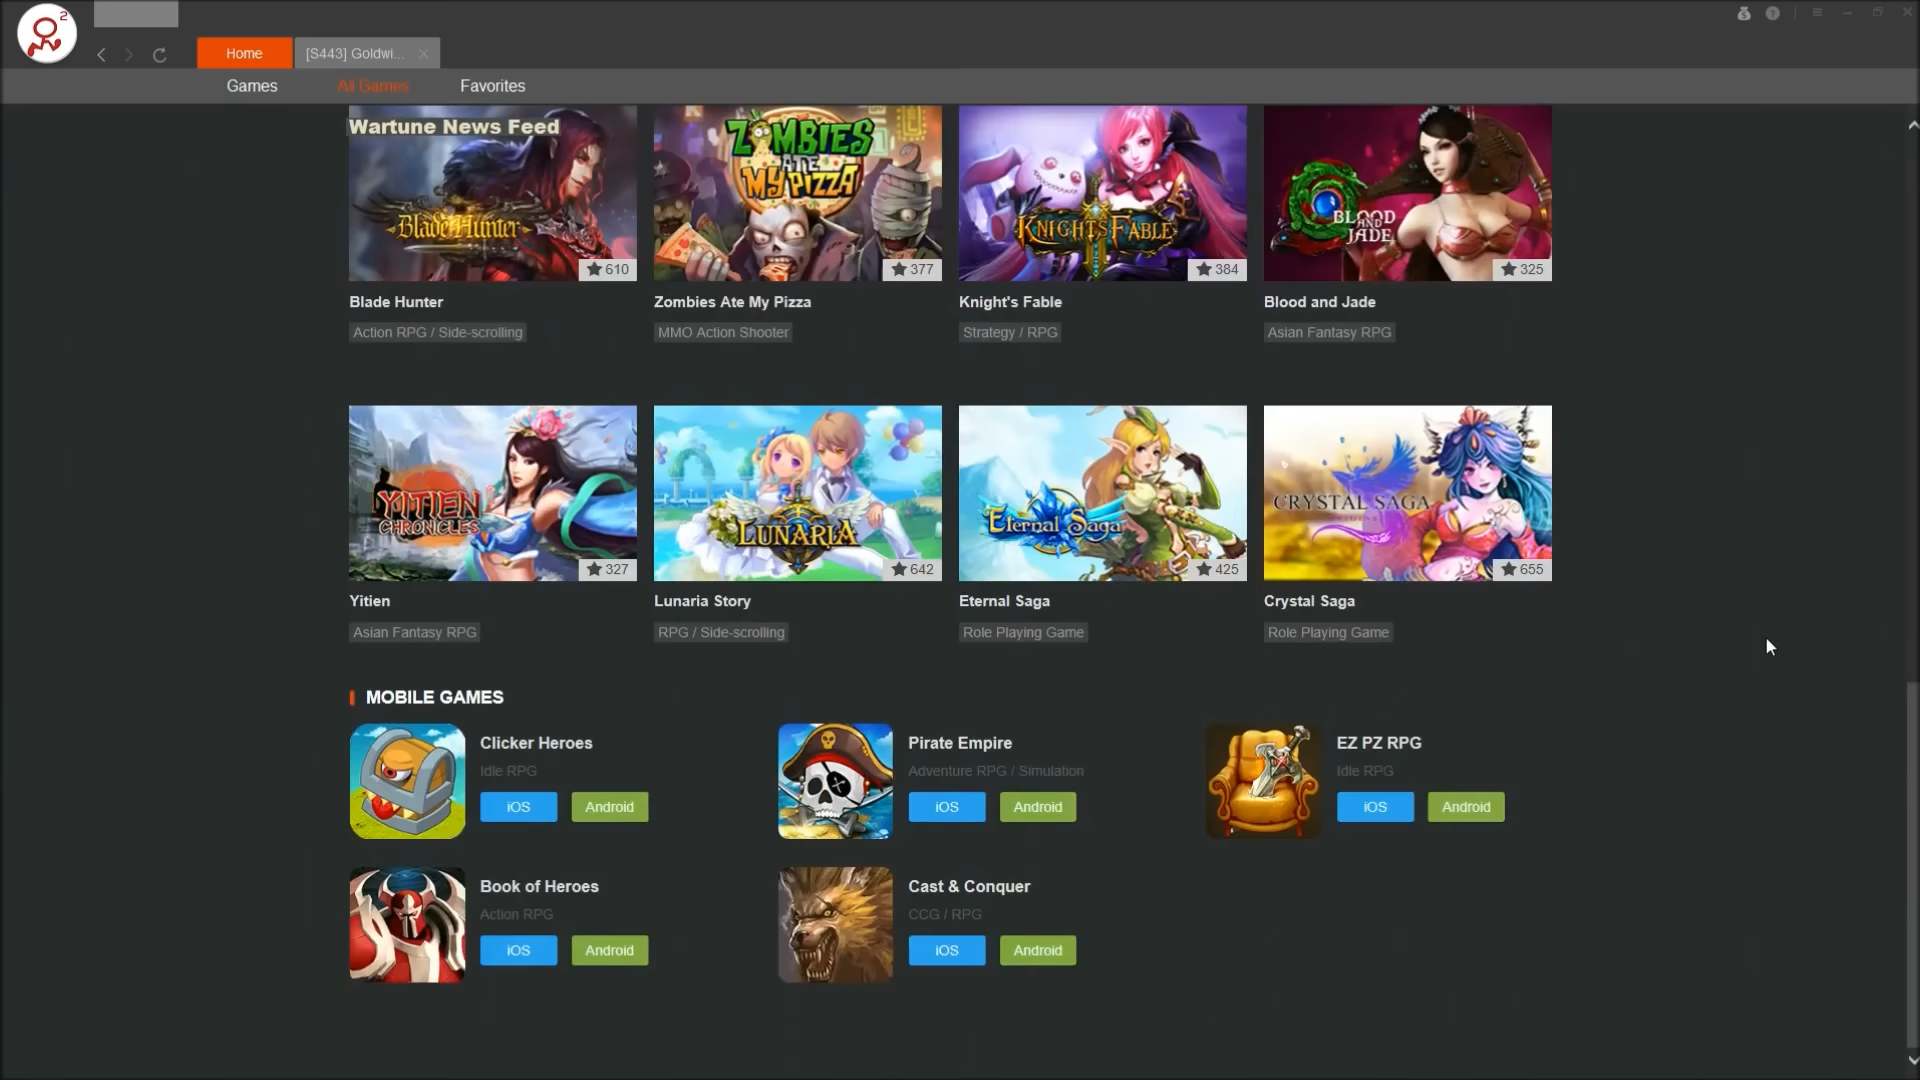 2
Home
[S443] Goldwi...
Games
All Games
Favorites
Wartune News Feed
Blade Hunter
610
ZOMBIES
ATE
MY PIZZA
377
KNIGHT'S FABLE
384
BLOOD
AND
JADE
325
Blade Hunter
Zombies Ate My Pizza
Knight's Fable
Blood and Jade
Action RPG / Side-scrolling
MMO Action Shooter
Strategy / RPG
Asian Fantasy RPG
YITIEN
CHRONICLES
327
LUNARIA
642
Eternal Saga
425
CRYSTAL SAGA
655
Yitien
Lunaria Story
Eternal Saga
Crystal Saga
Asian Fantasy RPG
RPG / Side-scrolling
Role Playing Game
Role Playing Game
MOBILE GAMES
Clicker Heroes
Idle RPG
iOS
Android
Pirate Empire
Adventure RPG / Simulation
iOS
Android
EZ PZ RPG
Idle RPG
iOS
Android
Book of Heroes
Action RPG
iOS
Android
Cast & Conquer
CCG / RPG
iOS
Android